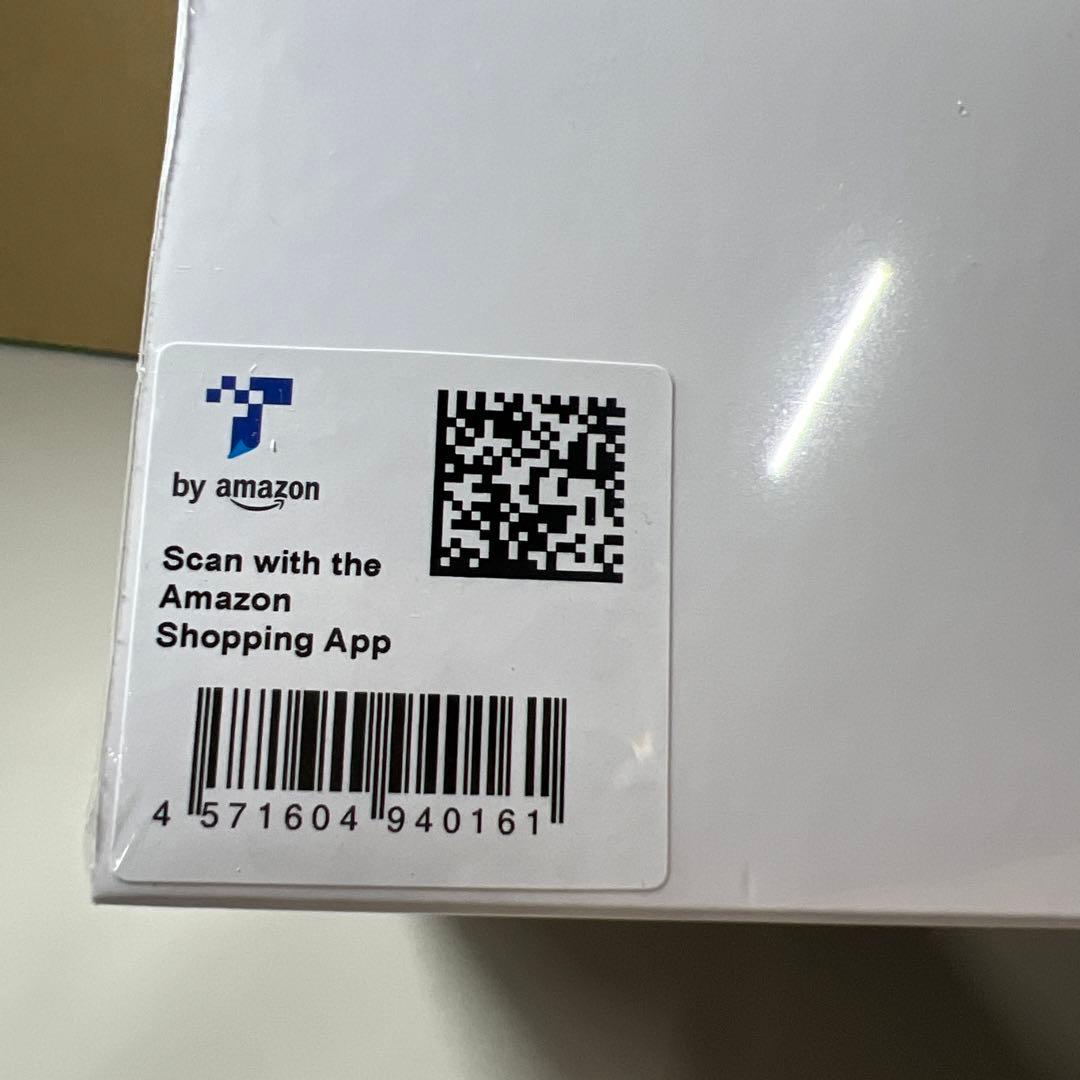 by amazon
Scan with the
Amazon
Shopping App
4 571604 940161